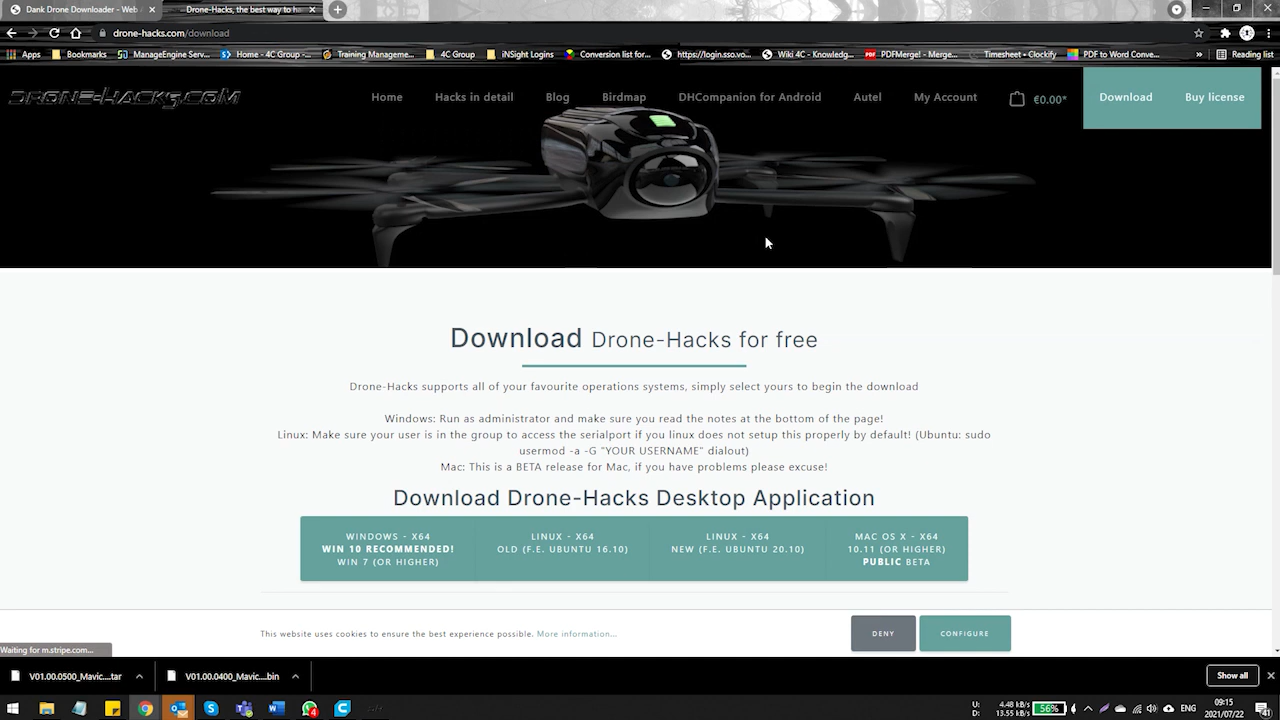 Dank Drone Downloader - Web
Drone-Hacks, the best way to h
drone-hacks.com/download
Apps
Bookmarks
ManageEngine Serv...
Home - 4C Group -...
Training Manageme...
4C Group
iNSight Logins
Conversion list for...
https://login.sso.vo...
Wiki 4C - Knowledg...
PDFMerge! - Merge...
Timesheet - Clockify
PDF to Word Conve...
»
Reading list
DRONE-HACKS.COM
Home
Hacks in detail
Blog
Birdmap
DHCompanion for Android
Autel
My Account
€0.00*
Download
Buy license
Download Drone-Hacks for free
Drone-Hacks supports all of your favourite operations systems, simply select yours to begin the download
Windows: Run as administrator and make sure you read the notes at the bottom of the page!
Linux: Make sure your user is in the group to access the serialport if you linux does not setup this properly by default! (Ubuntu: sudo
usermod -a -G "YOUR USERNAME" dialout)
Mac: This is a BETA release for Mac, if you have problems please excuse!
Download Drone-Hacks Desktop Application
WINDOWS - X64
WIN 10 RECOMMENDED!
WIN 7 (OR HIGHER)
LINUX - X64
OLD (F.E. UBUNTU 16.10)
LINUX - X64
NEW (F.E. UBUNTU 20.10)
MAC OS X - X64
10.11 (OR HIGHER)
PUBLIC BETA
This website uses cookies to ensure the best experience possible. More information...
DENY
CONFIGURE
Waiting for m.stripe.com...
V01.00.0500_Mavic....tar
V01.00.0400_Mavic....bin
Show all
U: 4.48 kB/s
D: 13.55 kB/s
56%
ENG
09:15
2021/07/22